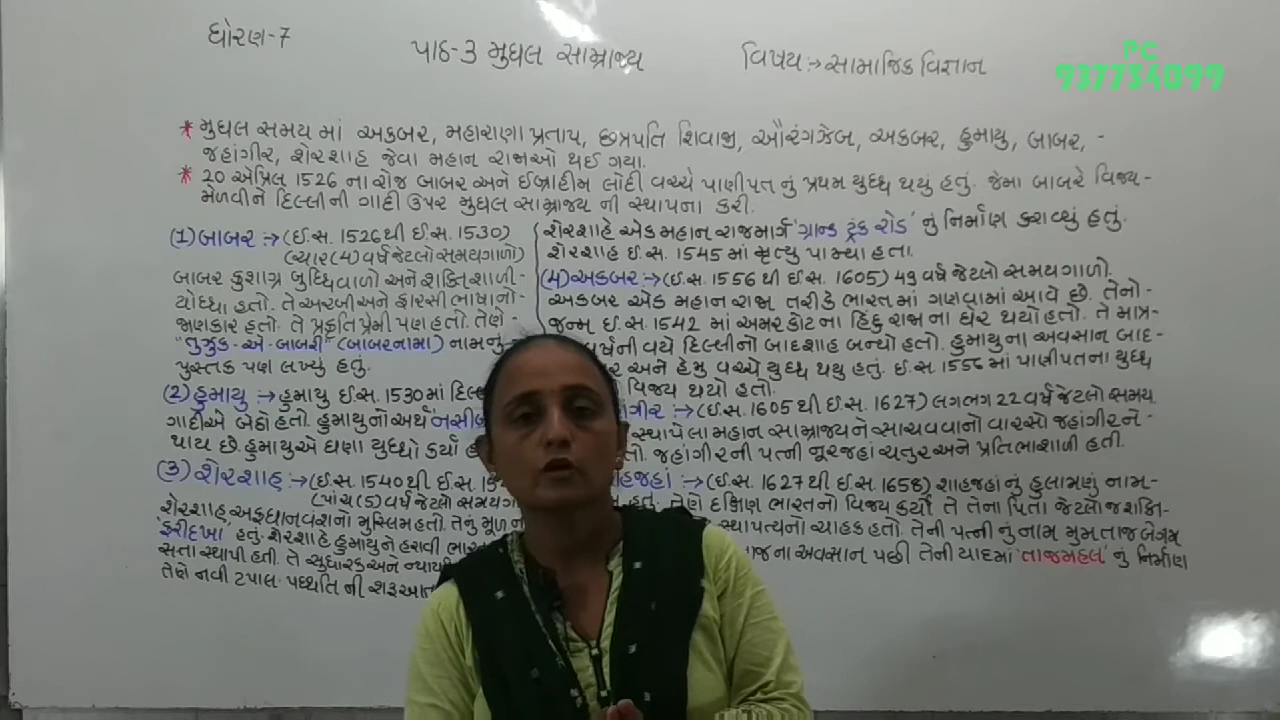 ધોરણ-7
પાઠ-3 મુઘલ સામ્રાજ્ય
વિષય :→ સામાજિક વિજ્ઞાન
PC
937754099
* મુઘલ સમય માં અકબર, મહારાણા પ્રતાપ, છત્રપતિ શિવાજી, ઔરંગઝેબ, અકબર, હુમાયુ, બાબર, -
જહાંગીર, શેરશાહ જેવા મહાન રાજાઓ થઈ ગયા.
* 20 એપ્રિલ 1526 ના રોજ બાબર અને ઈબ્રાહીમ લોદી વચ્ચે પાણીપત નું પ્રથમ યુધ્ધ થયું હતું. જેમા બાબરે વિજય -
મેળવીને દિલ્લીની ગાદી ઉપર મુઘલ સામ્રાજ્ય ની સ્થાપના કરી.
(1) બાબર :→ (ઈ.સ. 1526થી ઈ.સ. 1530)
(ચાર(4) વર્ષ જેટલો સમયગાળો)
બાબર કુશાગ્ર બુધ્ધિવાળો અને શક્તિશાળી -
યોધ્ધા હતો. તે અરબી અને ફારસી ભાષાનો -
જાણકાર હતો. તે પ્રકૃતિ પ્રેમી પણ હતો. તેણે -
"તુઝુક-એ-બાબરી" (બાબરનામા) નામનું
પુસ્તક પણ લખ્યું હતું.
(2) હુમાયુ :→ હુમાયુ ઈ.સ. 1530માં
ગાદીએ બેઠો હતો. હુમાયુનો અર્થ
થાય છે. હુમાયુએ ઘણા યુધ્ધો કર્યાં
(3) શેરશાહ :→ (ઈ.સ. 1540થી ઈ.સ.
(પાંચ(5) વર્ષ જેટલો
શેરશાહ, અફઘાનવંશનો મુસ્લિમ હતો. તેનું મૂળ
ફરીદખા હતું. શેરશાહે હુમાયુને હરાવી
સત્તા સ્થાપી હતી. તે સુધારક અને
તેણે નવી ટપાલ પધ્ધતિ ની
શેરશાહે એક મહાન રાજમાર્ગ 'ગ્રાન્ડ ટ્રંક રોડ' નું નિર્માણ કરાવ્યું હતું.
શેરશાહ ઈ.સ. 1545 માં મૃત્યુ પામ્યા હતા.
(4) અકબર :→ (ઈ.સ. 1556 થી ઈ.સ. 1605) 49 વર્ષ જેટલો સમયગાળો.
અકબર એક મહાન રાજા તરીકે ભારતમાં ગણવામાં આવે છે. તેનો -
જન્મ ઈ.સ. 1542 માં અમરકોટ ના હિંદુ રાજા ના ઘેર થયો હતો. તે માત્ર -
વર્ષની વયે દિલ્લીનો બાદશાહ બન્યો હતો. હુમાયુના અવસાન બાદ -
અને હેમુ વચ્ચે યુધ્ધ થયુ હતું. ઈ.સ 1556માં પાણીપતના યુધ્ધ
વિજય થયો હતો.
:→ (ઈ.સ. 1605 થી ઈ.સ. 1627) લગભગ 22 વર્ષ જેટલો સમય
સ્થાપેલા મહાન સામ્રાજ્યને સાચવવાનો વારસો જહાંગીરને -
જહાંગીરની પત્ની નૂરજહાં ચતુર અને પ્રતિભાશાળી હતી.
:→ (ઈ.સ. 1627 થી ઈ.સ. 1658) શાહજહાં નું હુલામણું નામ -
હતું. તેણે દક્ષિણ ભારતનો વિજય કર્યો તે તેના પિતા જેટલો જ શક્તિ -
સ્થાપત્યનો ચાહક હતો. તેની પત્ની નું નામ મુમતાજ બેગમ
ના અવસાન પછી તેની યાદમાં 'તાજમહલ' નું નિર્માણ